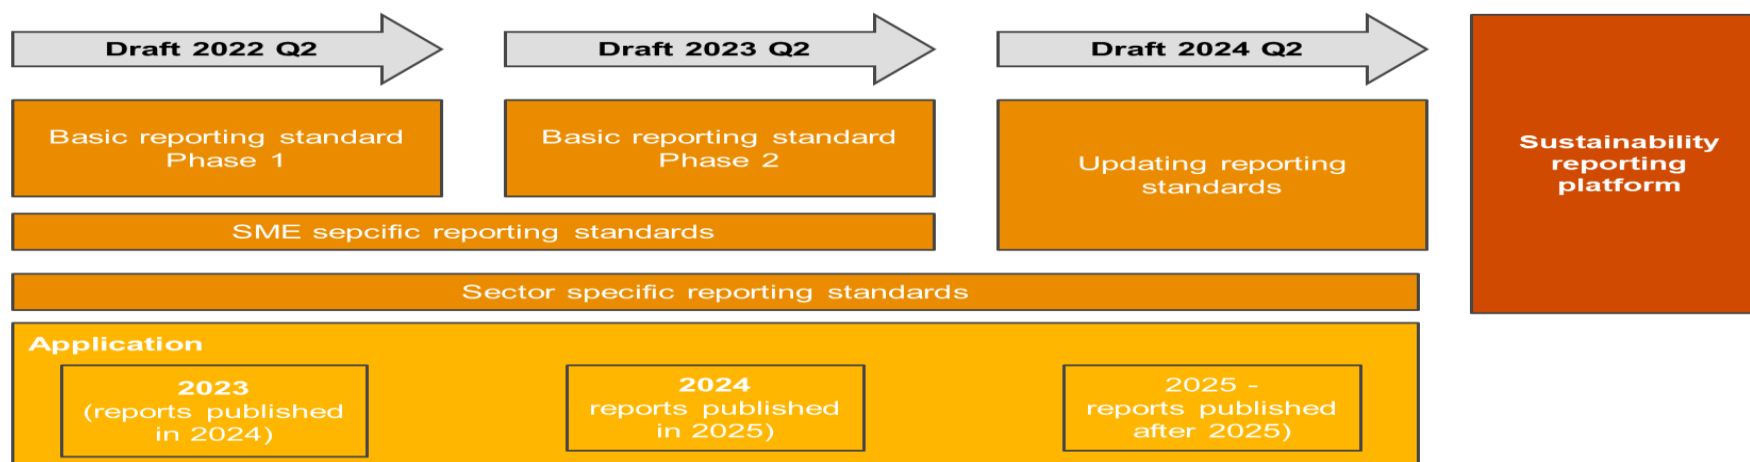 Draft 2022 Q2
Draft 2023 Q2
Draft 2024 Q2
Basic reporting standard
Phase 1
Basic reporting standard
Phase 2
Updating reporting
standards
Sustainability
reporting
platform
SME sepcific reporting standards
Sector specific reporting standards
Application
2023
(reports published
in 2024)
2024
reports published
in 2025)
2025 -
reports published
after 2025)